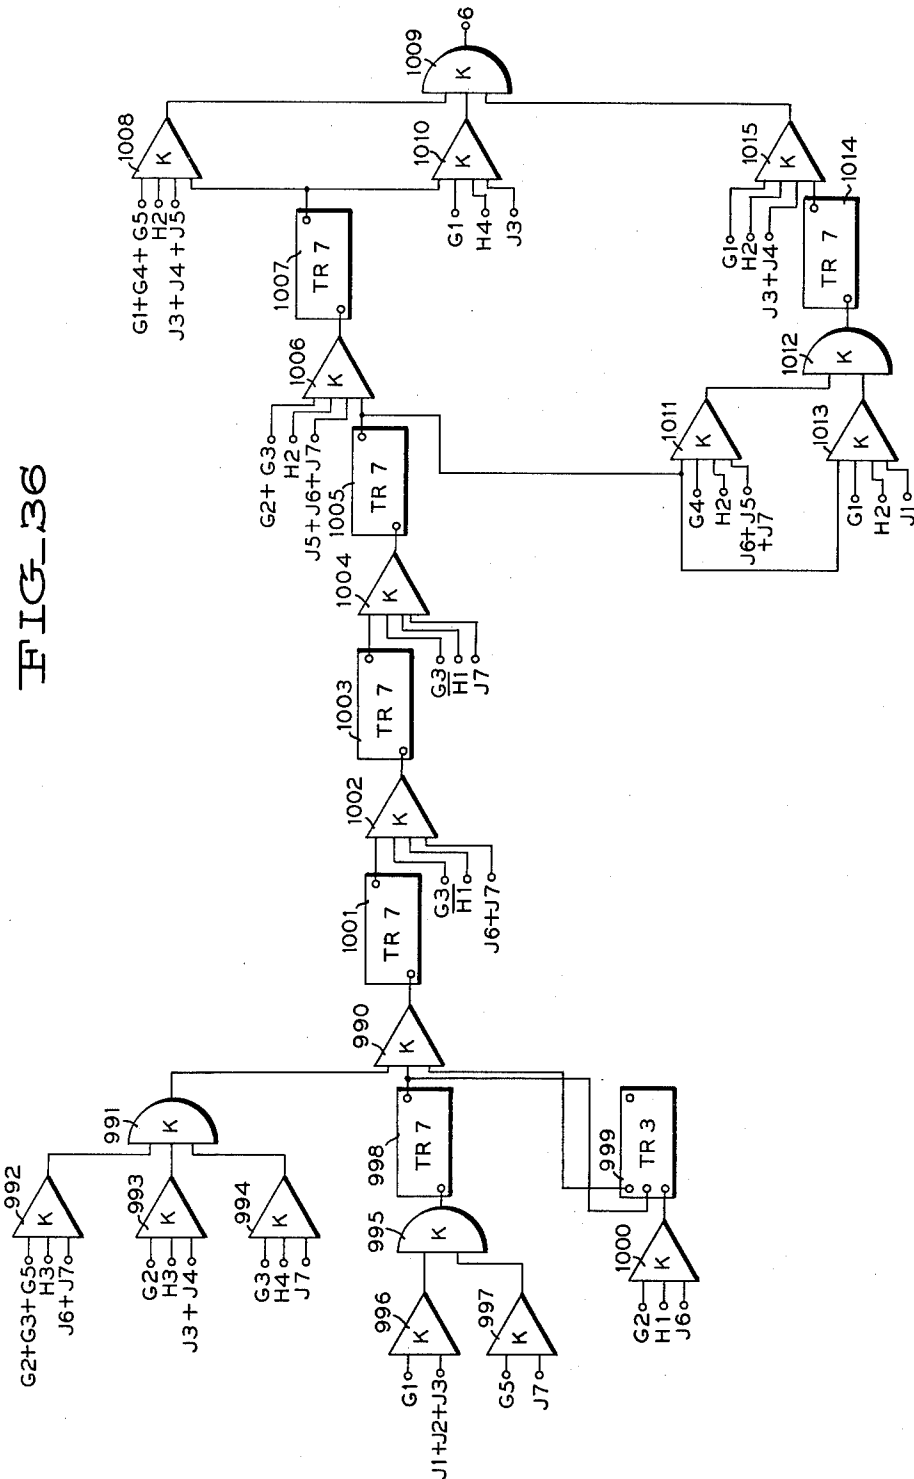 FIG_36
G2+G3+G5
H3
J6+J7
992
K
G2
H3
J3+J4
993
K
G3
H4
J7
994
K
991
K
G1
J1+J2+J3
996
K
G5
J7
997
K
995
K
998
TR 7
G2
H1
J6
1000
K
999
TR 3
990
K
1001
TR 7
G3
H̅1̅
J6+J7
1002
K
1003
TR 7
G3
H̅1̅
J7
1004
K
1005
TR 7
G2+G3
H2
J5+J6+J7
1006
K
1007
TR 7
G1+G4+G5
H2
J3+J4+J5
1008
K
G1
H4
J3
1010
K
1009
K
6
G4
H2
J6+J5
+J7
1011
K
G1
H2
J1
1013
K
1012
K
1014
TR 7
G1
H2
J3+J4
1015
K